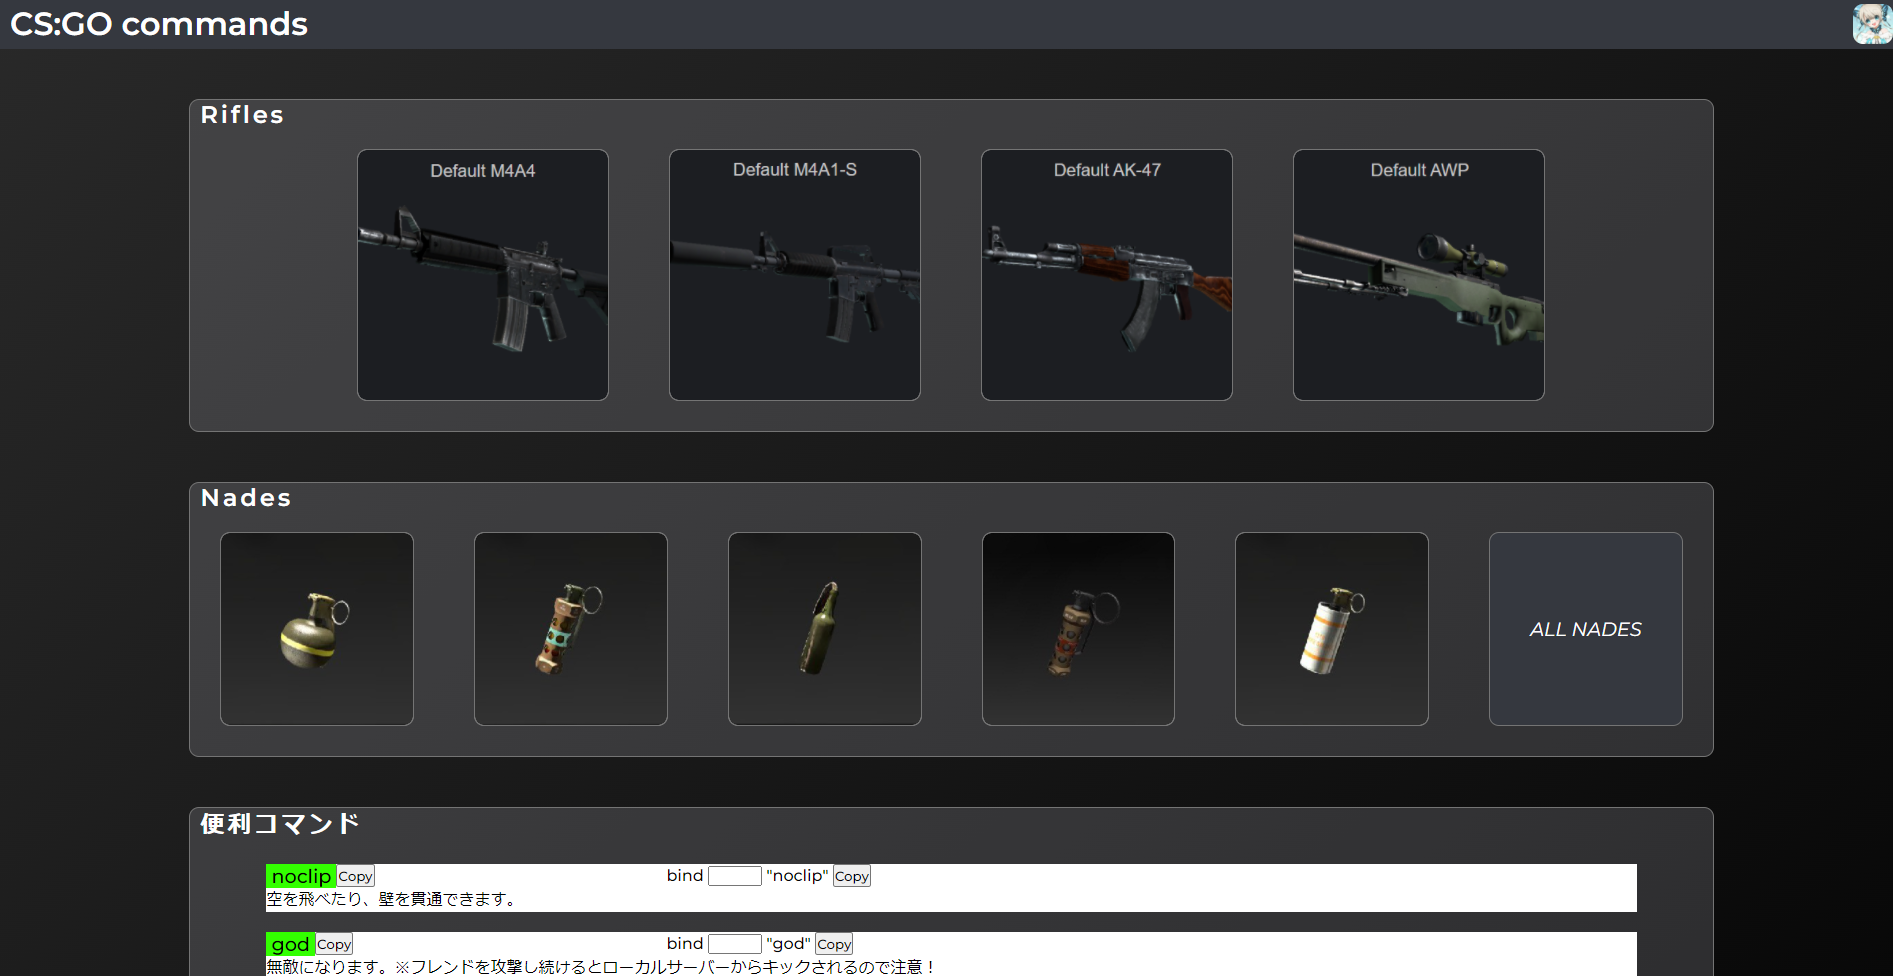 CS:GO commands
Rifles
Default M4A4
Default M4A1-S
Default AK-47
Default AWP
Nades
ALL NADES
便利コマンド
noclip Copy bind "noclip" Copy
空を飛べたり、壁を貫通できます。
god Copy bind "god" Copy
無敵になります。※フレンドを攻撃し続けるとローカルサーバーからキックされるので注意！